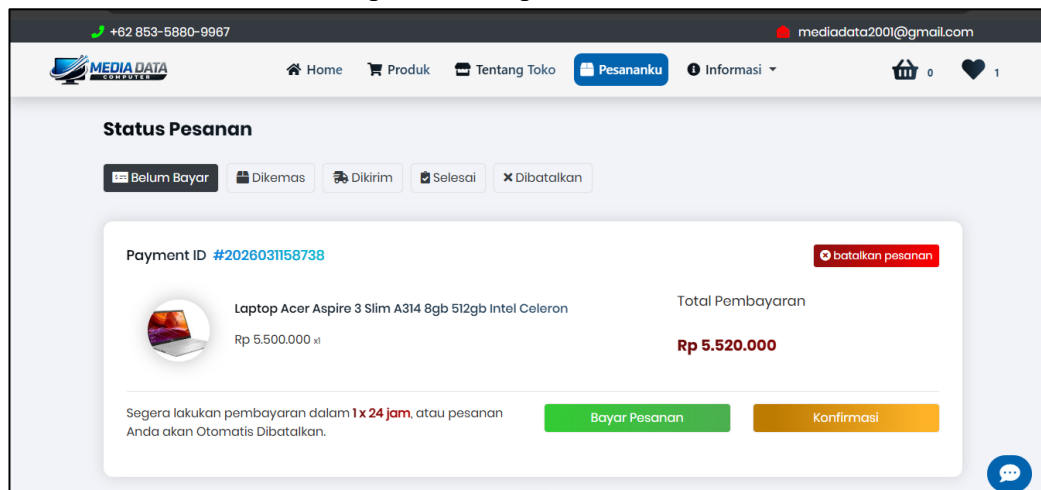 +62 853-5880-9967
mediadata2001@gmail.com
MEDIA DATA
COMPUTER
Home
Produk
Tentang Toko
Pesananku
Informasi
0
1
Status Pesanan
Belum Bayar
Dikemas
Dikirim
Selesai
Dibatalkan
Payment ID #2026031158738
batalkan pesanan
Laptop Acer Aspire 3 Slim A314 8gb 512gb Intel Celeron
Rp 5.500.000 x1
Total Pembayaran
Rp 5.520.000
Segera lakukan pembayaran dalam 1 x 24 jam, atau pesanan
Anda akan Otomatis Dibatalkan.
Bayar Pesanan
Konfirmasi